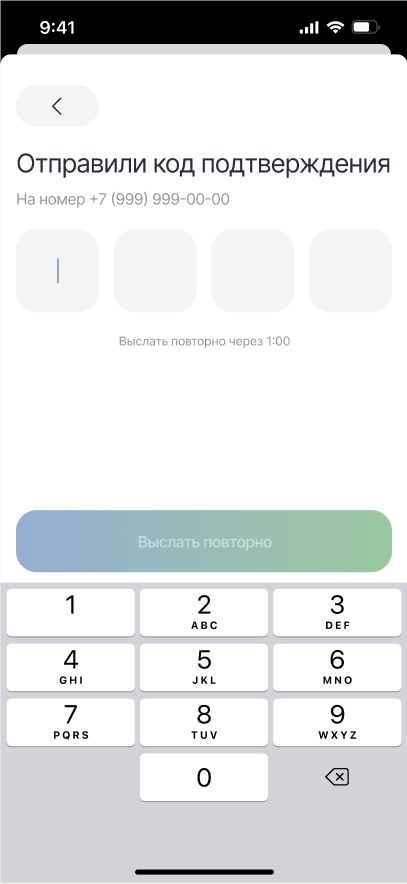 9:41
Отправили код подтверждения
На номер +7 (999) 999-00-00
Выслать повторно через 1:00
Выслать повторно
1
2
ABC
3
DEF
4
GHI
5
JKL
6
MNO
7
PQRS
8
TUV
9
WXYZ
0